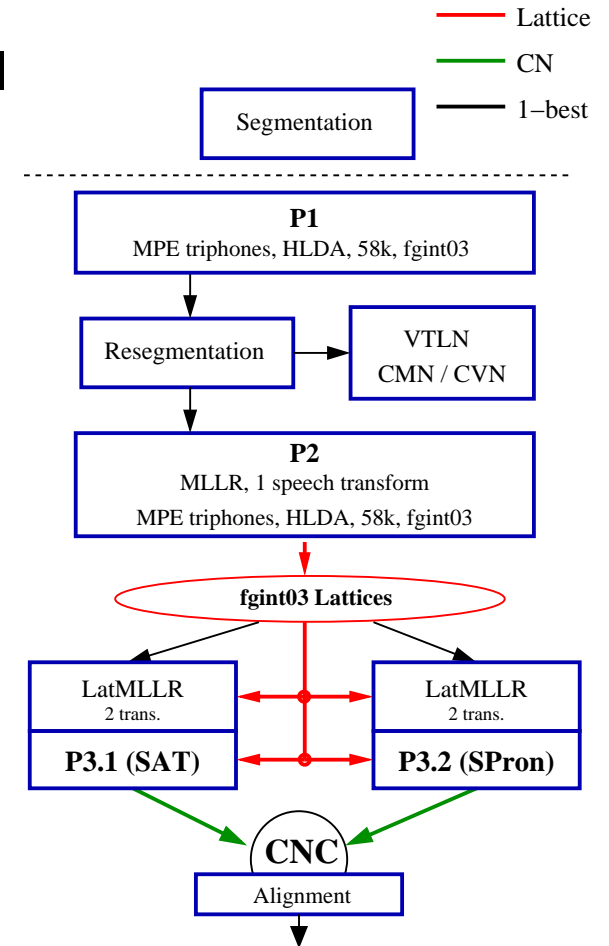 Lattice
CN
1−best
Segmentation
P1
MPE triphones, HLDA, 58k, fgint03
Resegmentation
VTLN
CMN / CVN
P2
MLLR, 1 speech transform
MPE triphones, HLDA, 58k, fgint03
fgint03 Lattices
LatMLLR
2 trans.
P3.1 (SAT)
LatMLLR
2 trans.
P3.2 (SPron)
CNC
Alignment